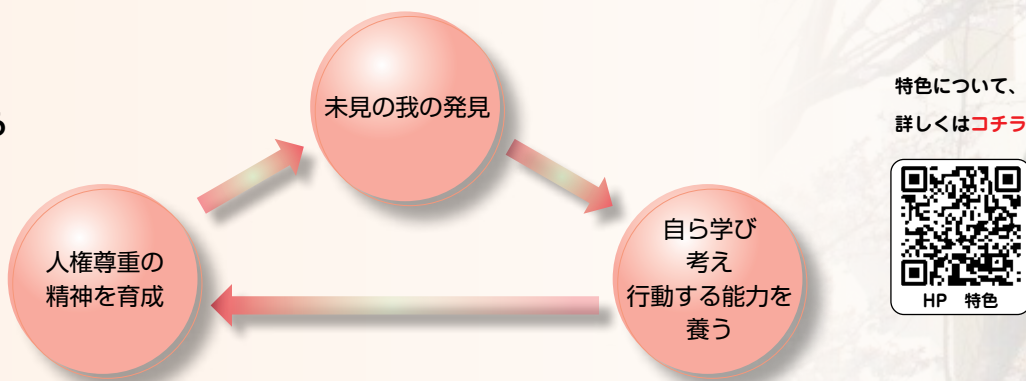 未見の我の発見
人権尊重の
精神を育成
自ら学び
考え
行動する能力を
養う
特色について、
詳しくはコチラ
HP 特色